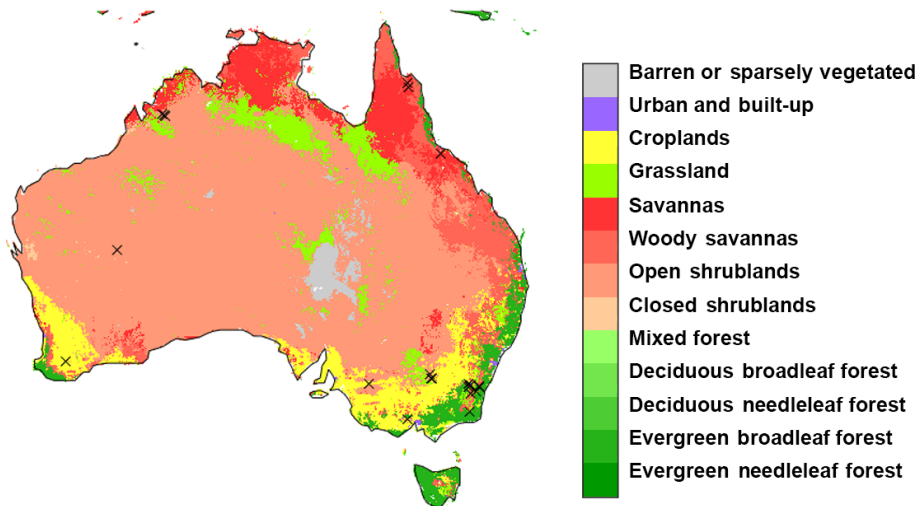 Barren or sparsely vegetated
Urban and built-up
Croplands
Grassland
Savannas
Woody savannas
Open shrublands
Closed shrublands
Mixed forest
Deciduous broadleaf forest
Deciduous needleleaf forest
Evergreen broadleaf forest
Evergreen needleleaf forest